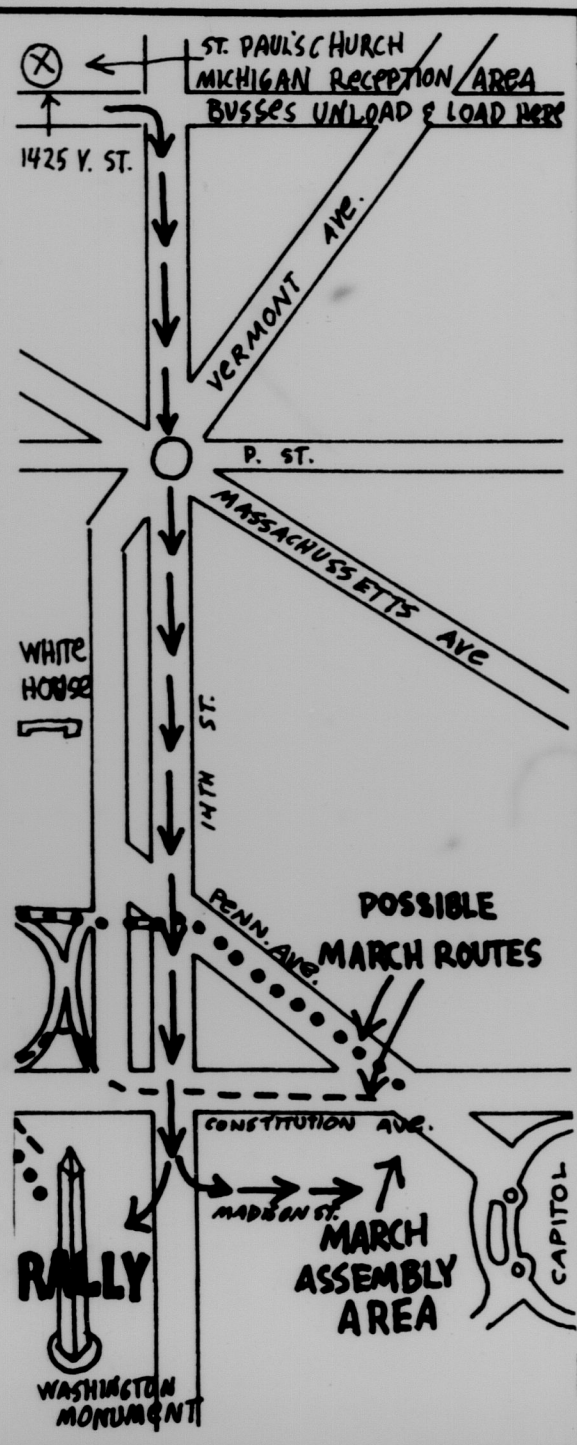 ST. PAUL'S CHURCH
MICHIGAN RECEPTION AREA
BUSSES UNLOAD & LOAD HERE
1425 V. ST.
VERMONT AVE.
P. ST.
MASSACHUSSETTS AVE
WHITE
HOUSE
14TH ST.
PENN. AVE.
POSSIBLE
MARCH ROUTES
CONSTITUTION AVE.
MADISON ST.
MARCH
ASSEMBLY
AREA
CAPITOL
RALLY
WASHINGTON
MONUMENT